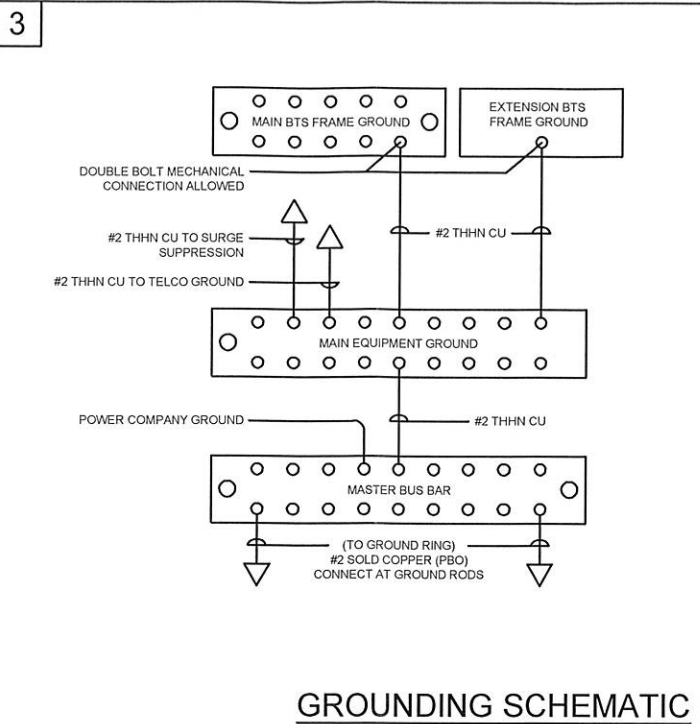 3
MAIN BTS FRAME GROUND
EXTENSION BTS
FRAME GROUND
DOUBLE BOLT MECHANICAL
CONNECTION ALLOWED
#2 THHN CU TO SURGE
SUPPRESSION
#2 THHN CU
#2 THHN CU TO TELCO GROUND
MAIN EQUIPMENT GROUND
POWER COMPANY GROUND
#2 THHN CU
MASTER BUS BAR
(TO GROUND RING)
#2 SOLD COPPER (PBO)
CONNECT AT GROUND RODS
GROUNDING SCHEMATIC